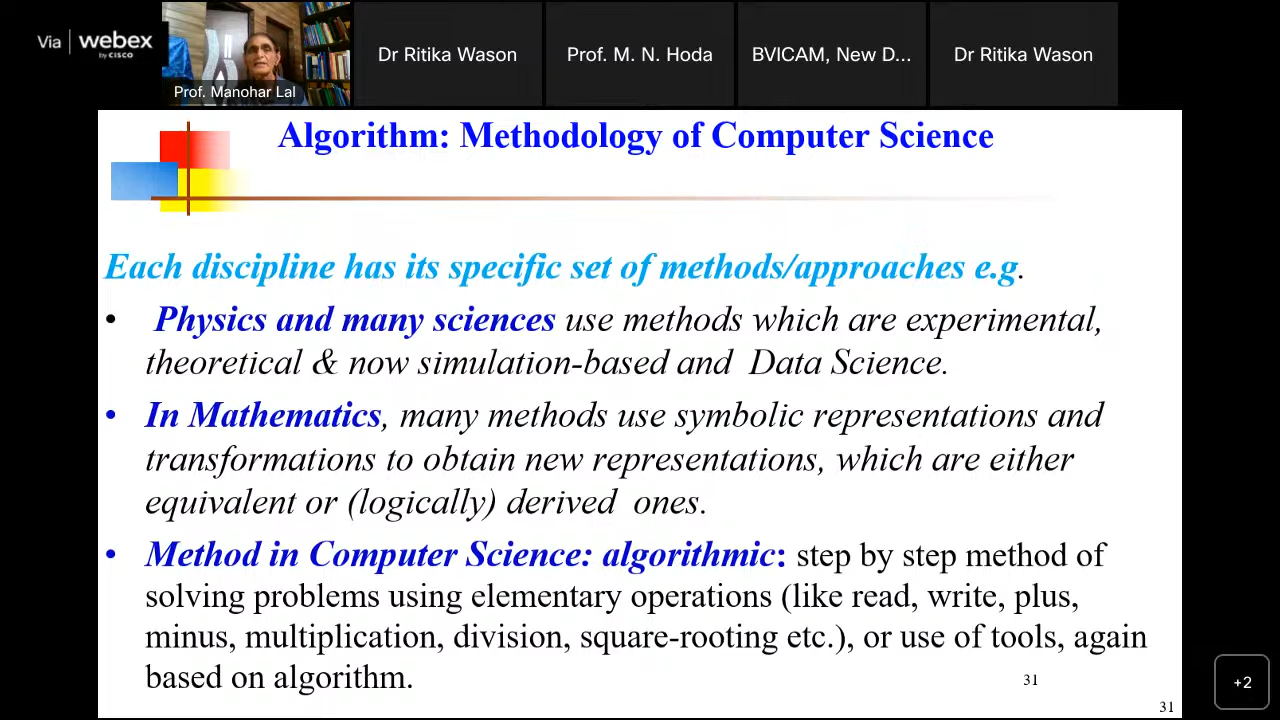 Via | webex
by CISCO
Prof. Manohar Lal
Dr Ritika Wason
Prof. M. N. Hoda
BVICAM, New D...
Dr Ritika Wason
Algorithm: Methodology of Computer Science
Each discipline has its specific set of methods/approaches e.g.
• Physics and many sciences use methods which are experimental,
theoretical & now simulation-based and Data Science.
• In Mathematics, many methods use symbolic representations and
transformations to obtain new representations, which are either
equivalent or (logically) derived ones.
• Method in Computer Science: algorithmic: step by step method of
solving problems using elementary operations (like read, write, plus,
minus, multiplication, division, square-rooting etc.), or use of tools, again
based on algorithm.
31
31
+2